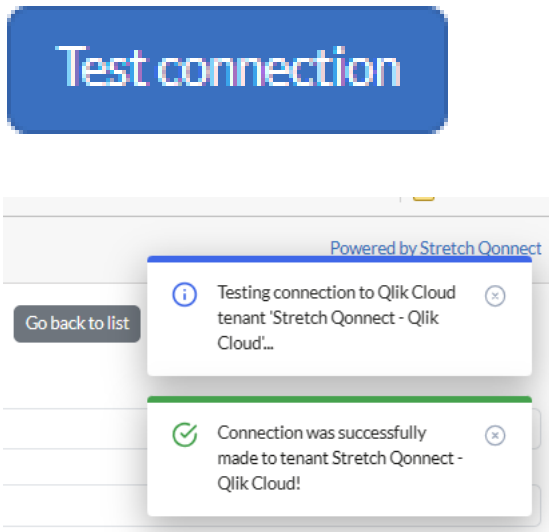 Test connection
Powered by Stretch Qonnect
Go back to list
Testing connection to Qlik Cloud
tenant 'Stretch Qonnect - Qlik
Cloud'...
Connection was successfully
made to tenant Stretch Qonnect -
Qlik Cloud!